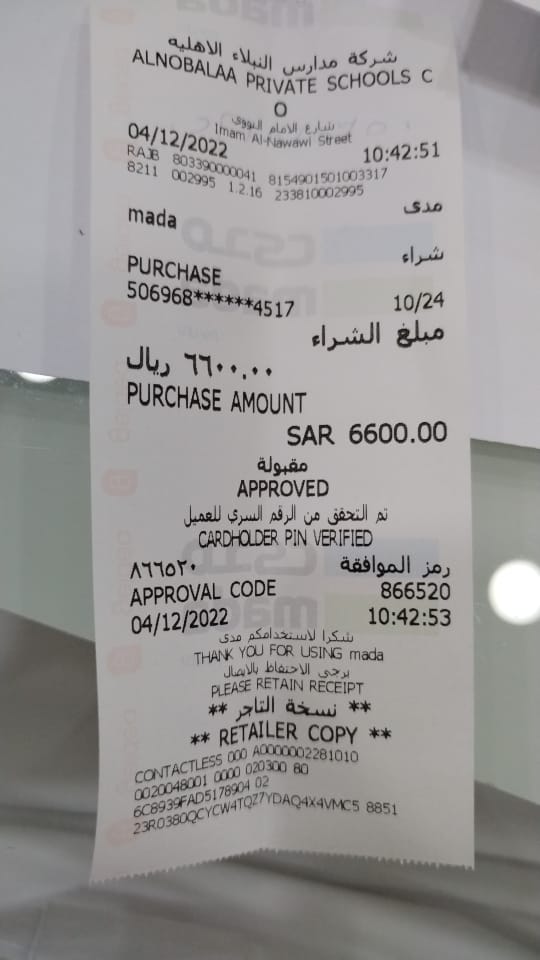 شركة مدارس النبلاء الاهليه
ALNOBALAA PRIVATE SCHOOLS C
O
شارع الامام النووي
Imam Al-Nawawi Street
04/12/2022 10:42:51
RAJB 803390000041 8154901501003317
8211 002995 1.2.16 233810002995
مدى
mada
شراء
PURCHASE
506968******4517 10/24
مبلغ الشراء
٦٦٠٠.٠٠ ريال
PURCHASE AMOUNT
SAR 6600.00
مقبولة
APPROVED
تم التحقق من الرقم السري للعميل
CARDHOLDER PIN VERIFIED
رمز الموافقة ٨٦٦٥٢٠
APPROVAL CODE 866520
04/12/2022 10:42:53
شكرا لاستخدامكم مدى
THANK YOU FOR USING mada
يرجى الاحتفاظ بالايصال
PLEASE RETAIN RECEIPT
** نسخة التاجر **
** RETAILER COPY **
CONTACTLESS 000 A0000002281010
0020048001 0000 020300 80
6C8939FAD5178904 02
23R0380QCYCW4TQZ7YDAQ4X4VMC5 8851